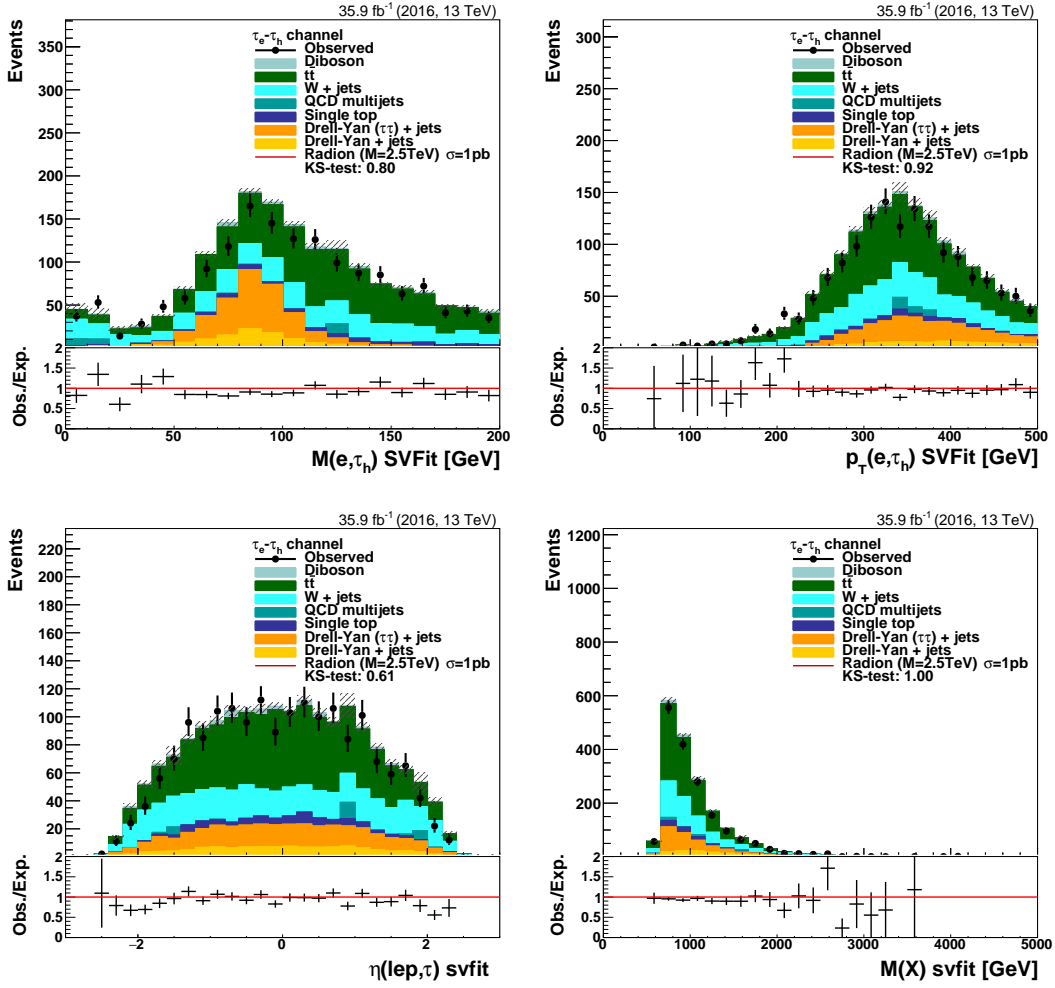 35.9 fb⁻¹ (2016, 13 TeV)
Events
350
300
250
200
150
100
50
τe-τh channel
Observed
Diboson
tt̄
W + jets
QCD multijets
Single top
Drell-Yan (ττ) + jets
Drell-Yan + jets
Radion (M=2.5TeV) σ=1pb
KS-test: 0.80
Obs./Exp.
2
1.5
1
0.5
0
0 50 100 150 200
M(e,τh) SVFit [GeV]
35.9 fb⁻¹ (2016, 13 TeV)
Events
300
250
200
150
100
50
τe-τh channel
Observed
Diboson
tt̄
W + jets
QCD multijets
Single top
Drell-Yan (ττ) + jets
Drell-Yan + jets
Radion (M=2.5TeV) σ=1pb
KS-test: 0.92
Obs./Exp.
2
1.5
1
0.5
0
0 100 200 300 400 500
pT(e,τh) SVFit [GeV]
35.9 fb⁻¹ (2016, 13 TeV)
Events
220
200
180
160
140
120
100
80
60
40
20
τe-τh channel
Observed
Diboson
tt̄
W + jets
QCD multijets
Single top
Drell-Yan (ττ) + jets
Drell-Yan + jets
Radion (M=2.5TeV) σ=1pb
KS-test: 0.61
Obs./Exp.
2
1.5
1
0.5
0
−2 0 2
η(lep,τ) svfit
35.9 fb⁻¹ (2016, 13 TeV)
Events
1200
1000
800
600
400
200
τe-τh channel
Observed
Diboson
tt̄
W + jets
QCD multijets
Single top
Drell-Yan (ττ) + jets
Drell-Yan + jets
Radion (M=2.5TeV) σ=1pb
KS-test: 1.00
Obs./Exp.
2
1.5
1
0.5
0
0 1000 2000 3000 4000 5000
M(X) svfit [GeV]